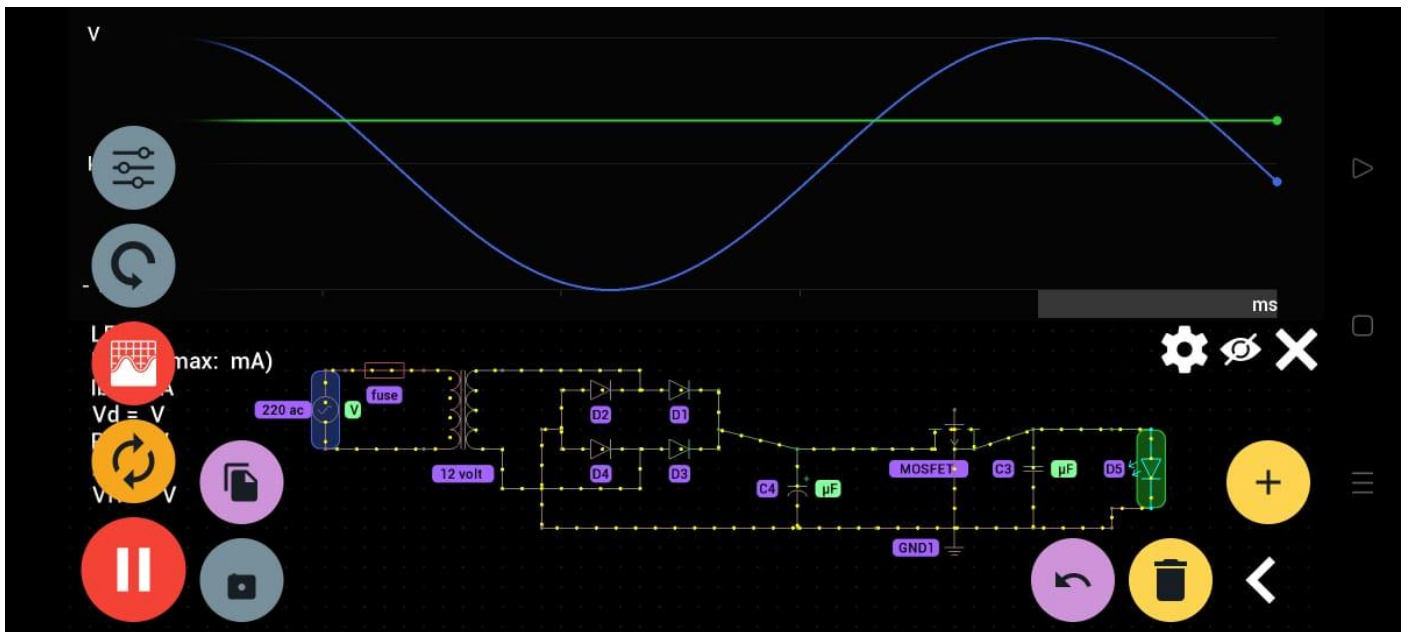 V
ms
max: mA)
Vd = V
V
220 ac
V
fuse
12 volt
D2
D1
D4
D3
C4
µF
MOSFET
C3
µF
D5
GND1